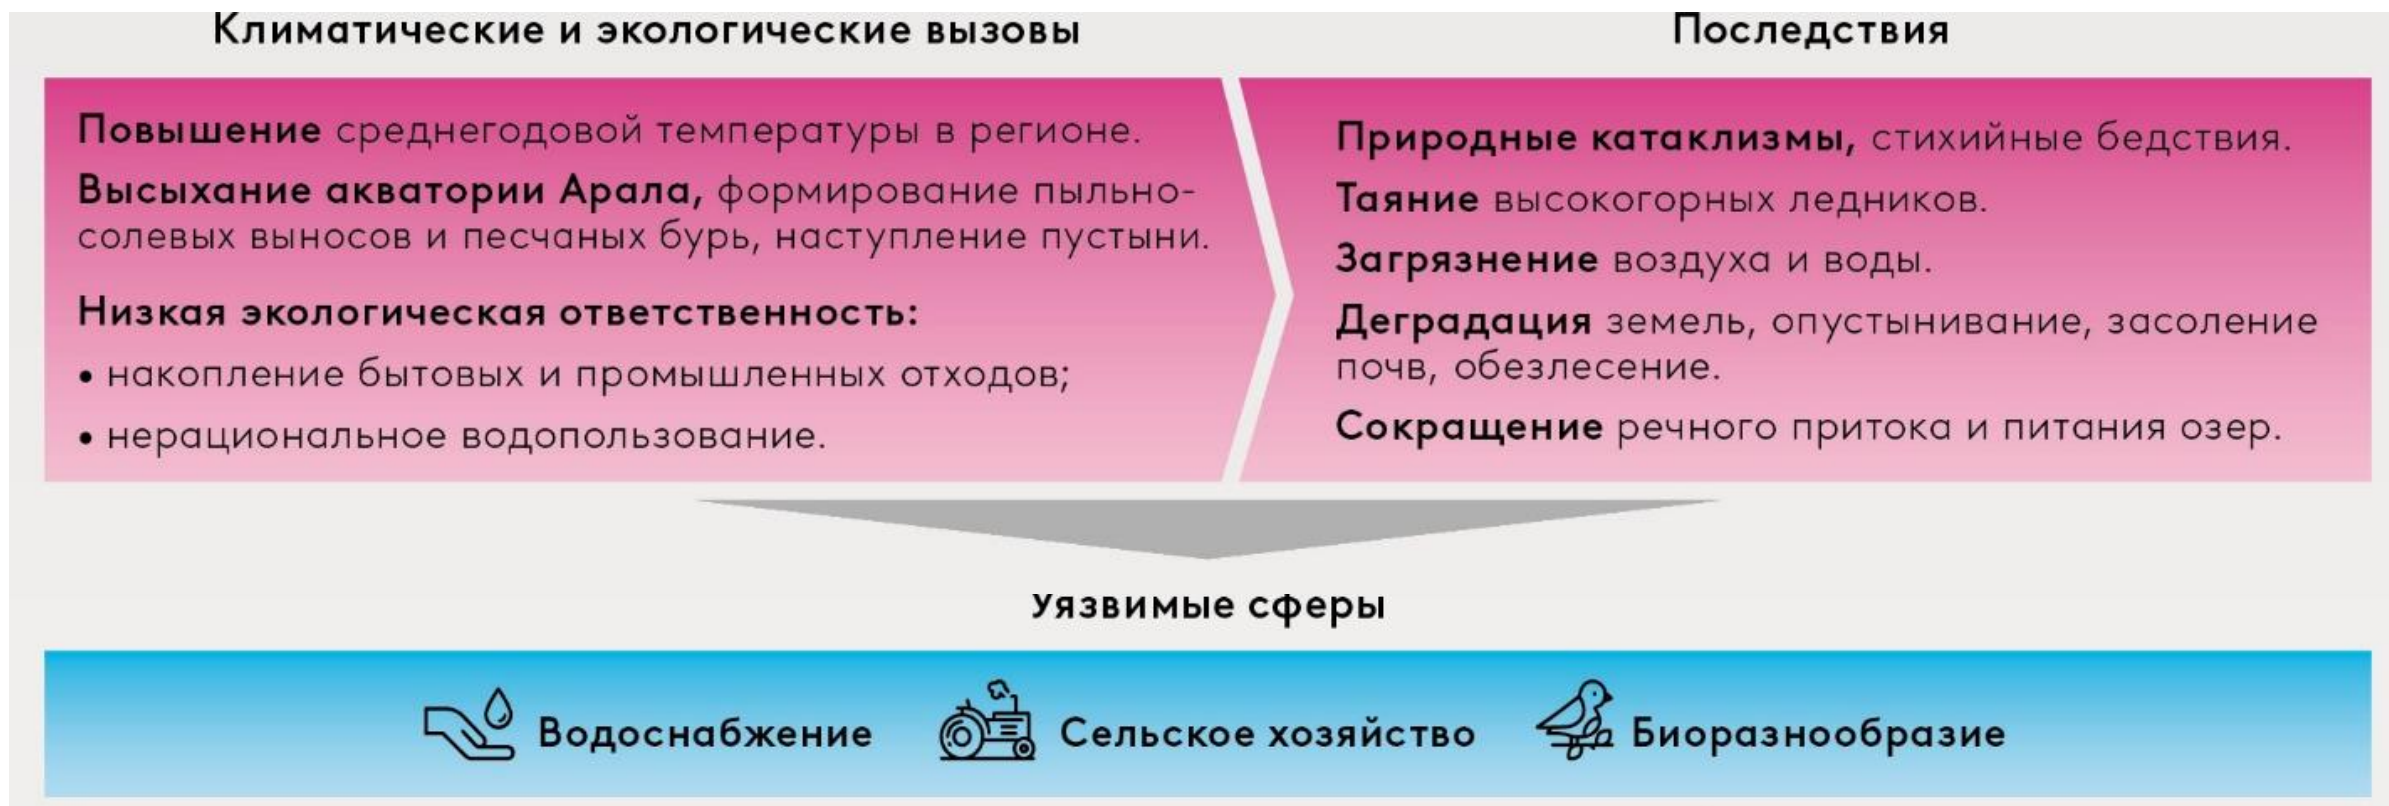 Климатические и экологические вызовы
Повышение среднегодовой температуры в регионе.
Высыхание акватории Арала, формирование пыльно-
солевых выносов и песчаных бурь, наступление пустыни.
Низкая экологическая ответственность:
• накопление бытовых и промышленных отходов;
• нерациональное водопользование.
Последствия
Природные катаклизмы, стихийные бедствия.
Таяние высокогорных ледников.
Загрязнение воздуха и воды.
Деградация земель, опустынивание, засоление
почв, обезлесение.
Сокращение речного притока и питания озер.
Уязвимые сферы
Водоснабжение
Сельское хозяйство
Биоразнообразие